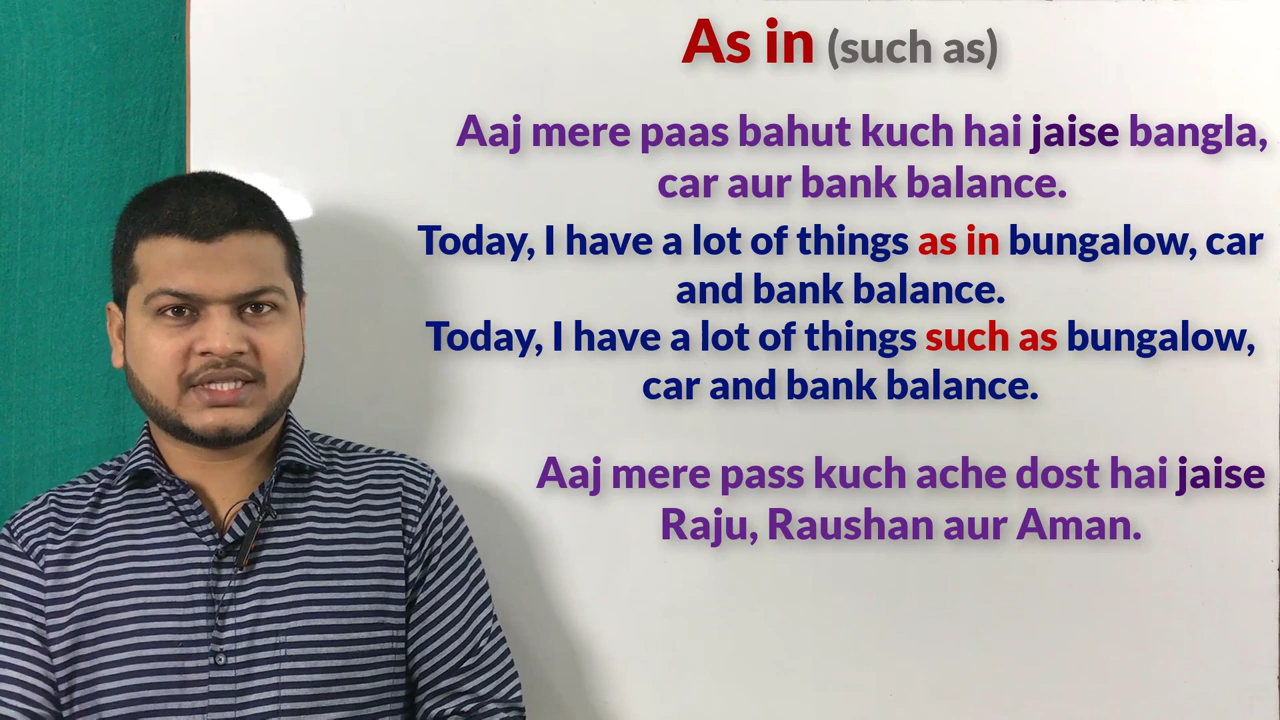 As in (such as)
Aaj mere paas bahut kuch hai jaise bangla,
car aur bank balance.
Today, I have a lot of things as in bungalow, car
and bank balance.
Today, I have a lot of things such as bungalow,
car and bank balance.
Aaj mere pass kuch ache dost hai jaise
Raju, Raushan aur Aman.